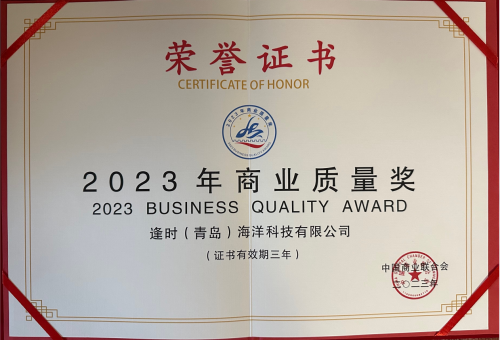 荣誉证书
CERTIFICATE OF HONOR
2023年商业质量奖
2023 BUSINESS QUALITY AWARD
逢时（青岛）海洋科技有限公司
（证书有效期三年）
中国商业联合会
二〇二三年